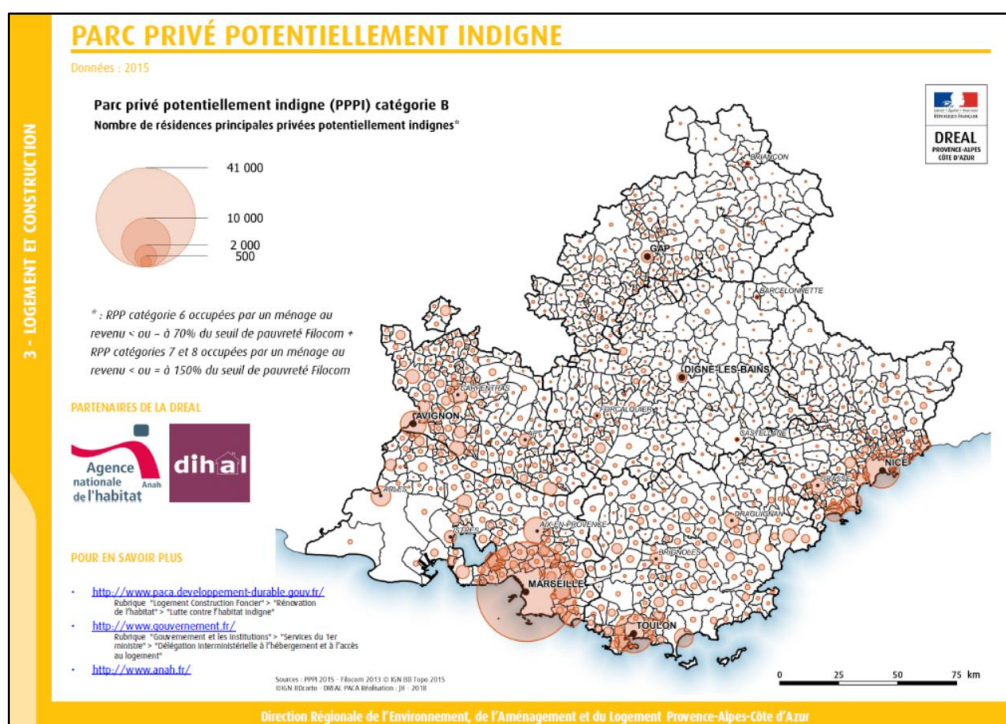 PARC PRIVÉ POTENTIELLEMENT INDIGNE
Données : 2015
3 - LOGEMENT ET CONSTRUCTION
Parc privé potentiellement indigne (PPPI) catégorie B
Nombre de résidences principales privées potentiellement indignes*
41 000
10 000
2 000
500
* : RPP catégorie 6 occupées par un ménage au
revenu < ou = à 70% du seuil de pauvreté Filocom +
RPP catégories 7 et 8 occupées par un ménage au
revenu < ou = à 150% du seuil de pauvreté Filocom
PARTENAIRES DE LA DREAL
Agence
nationale
de l'habitat
Anah
dihal
POUR EN SAVOIR PLUS
• http://www.paca.developpement-durable.gouv.fr/
Rubrique "Logement Construction Foncier" > "Rénovation
de l'habitat" > "Lutte contre l'habitat indigne"
• http://www.gouvernement.fr/
Rubrique "Gouvernement et les institutions" > "Services du 1er
ministre" > "Délégation interministérielle à l'hébergement et à l'accès
au logement"
• http://www.anah.fr/
RÉPUBLIQUE FRANÇAISE
DREAL
PROVENCE-ALPES
CÔTE D'AZUR
BRIANÇON
GAP
BARCELONNETTE
DIGNE-LES-BAINS
CARPENTRAS
AVIGNON
FORCALQUIER
APT
CASTELLANE
NICE
GRASSE
ARLES
DRAGUIGNAN
AIX-EN-PROVENCE
ISTRES
BRIGNOLES
MARSEILLE
TOULON
Sources : PPPI 2015 - Filocom 2013 © IGN BD Topo 2015
©IGN BDcarto - DREAL PACA Réalisation : JH - 2018
0 25 50 75 km
Direction Régionale de l'Environnement, de l'Aménagement et du Logement Provence-Alpes-Côte d'Azur